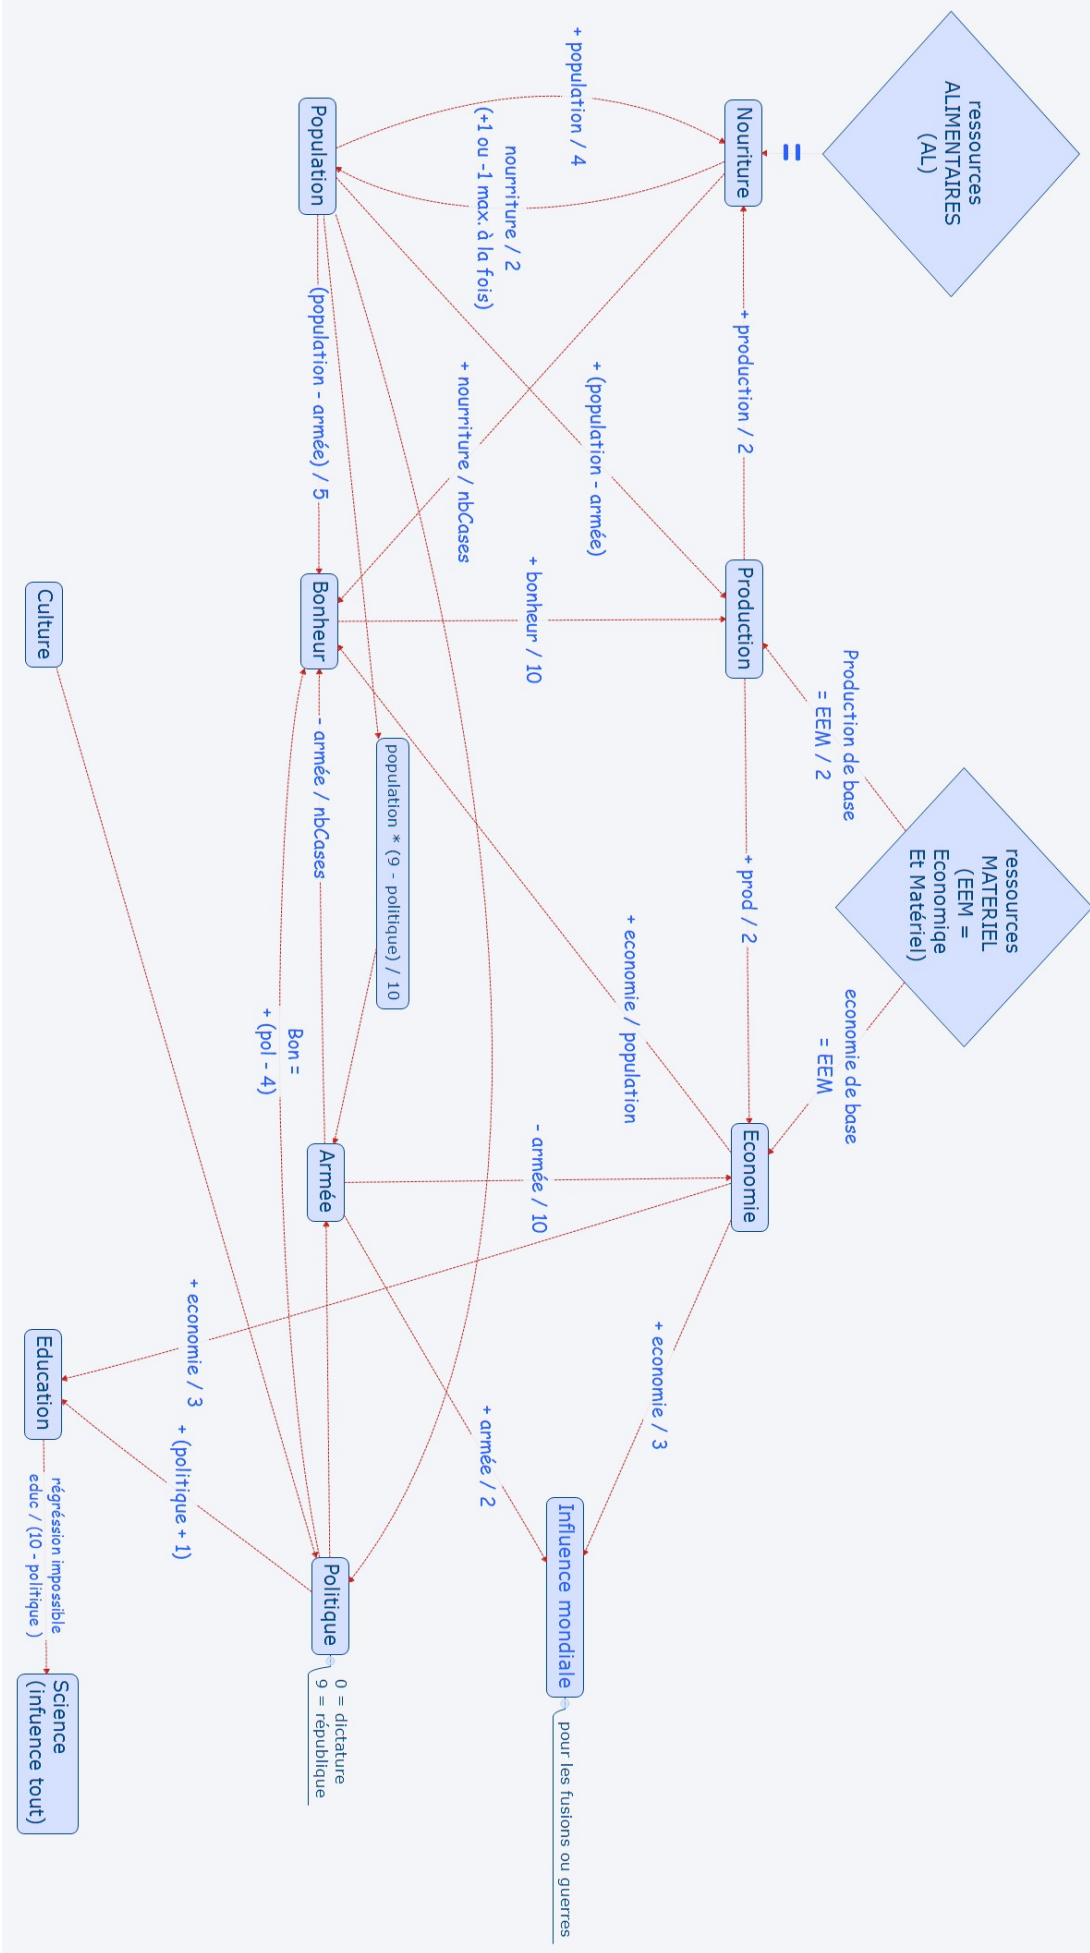 ressources
ALIMENTAIRES
(AL)
=
ressources
MATERIEL
(EEM =
Economiqe
Et Matériel)
Production de base
= EEM / 2
economie de base
= EEM
Nouriture
+ production / 2
Production
+ prod / 2
Economie
+ population / 4
nourriture / 2
(+1 ou -1 max. à la fois)
+ (population - armée)
+ nourriture / nbCases
+ bonheur / 10
+ economie / population
- armée / 10
+ economie / 3
+ armée / 2
Influence mondiale
pour les fusions ou guerres
population * (9 - politique) / 10
Population
(population - armée) / 5
Bonheur
- armée / nbCases
Armée
Bon =
+ (pol - 4)
Politique
0 = dictature
9 = république
+ economie / 3
+ (politique + 1)
Culture
Education
régréssion impossible
educ / (10 - politique )
Science
(infuence tout)